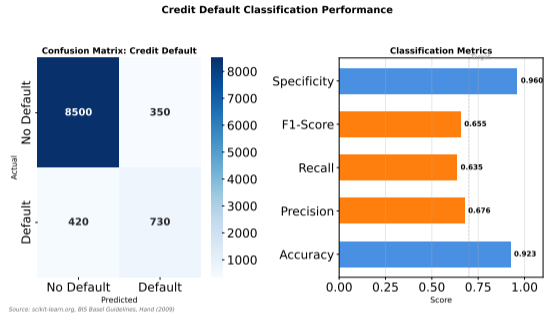 Credit Default Classification Performance
Confusion Matrix: Credit Default
No Default
Default
Actual
8500
350
420
730
No Default
Default
Predicted
8000
7000
6000
5000
4000
3000
2000
1000
Classification Metrics
Specificity
F1-Score
Recall
Precision
Accuracy
0.960
0.655
0.635
0.676
0.923
0.00
0.25
0.50
0.75
1.00
Score
Source: scikit-learn.org, BIS Basel Guidelines, Hand (2009)